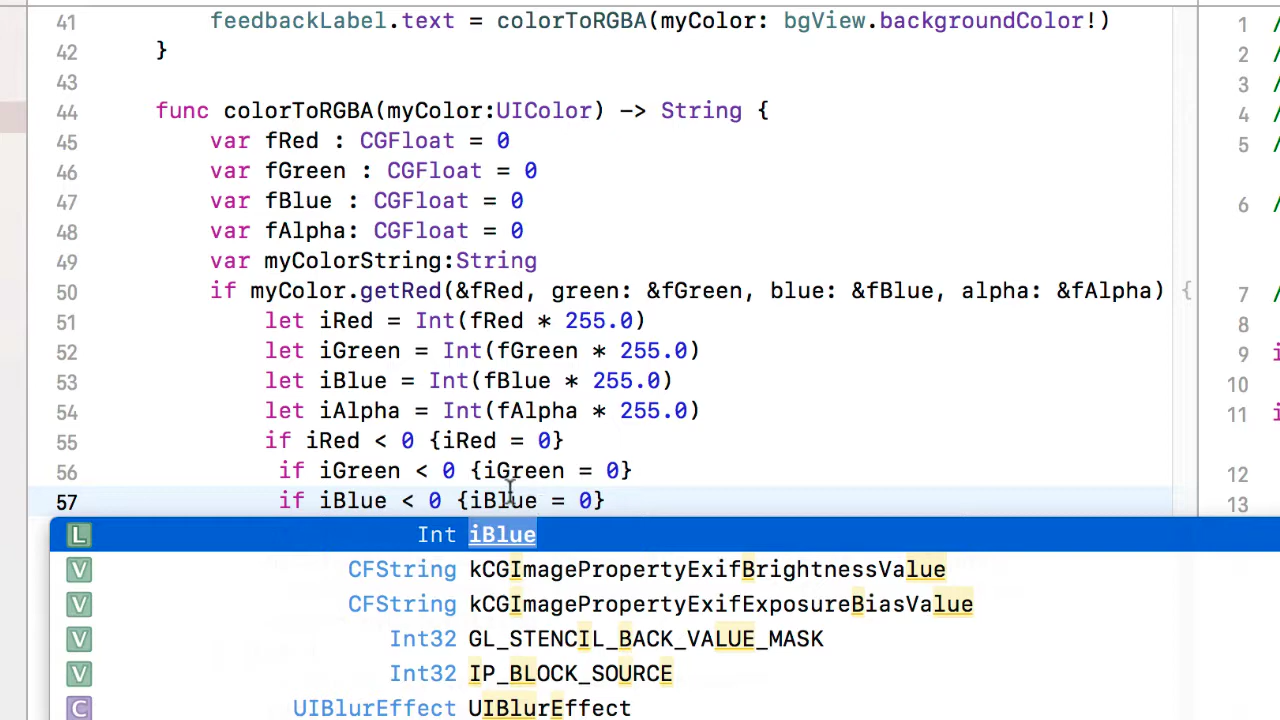 41 feedbackLabel.text = colorToRGBA(myColor: bgView.backgroundColor!)
42 }
43
44 func colorToRGBA(myColor:UIColor) -> String {
45 var fRed : CGFloat = 0
46 var fGreen : CGFloat = 0
47 var fBlue : CGFloat = 0
48 var fAlpha: CGFloat = 0
49 var myColorString:String
50 if myColor.getRed(&fRed, green: &fGreen, blue: &fBlue, alpha: &fAlpha) {
51 let iRed = Int(fRed * 255.0)
52 let iGreen = Int(fGreen * 255.0)
53 let iBlue = Int(fBlue * 255.0)
54 let iAlpha = Int(fAlpha * 255.0)
55 if iRed < 0 {iRed = 0}
56 if iGreen < 0 {iGreen = 0}
57 if iBlue < 0 {iBlue = 0}
L Int iBlue
V CFString kCGImagePropertyExifBrightnessValue
V CFString kCGImagePropertyExifExposureBiasValue
V Int32 GL_STENCIL_BACK_VALUE_MASK
V Int32 IP_BLOCK_SOURCE
C UIBlurEffect UIBlurEffect
1 /
2 /
3 /
4 /
5 /
6 /
7 /
8
9 i
10
11 i
12
13